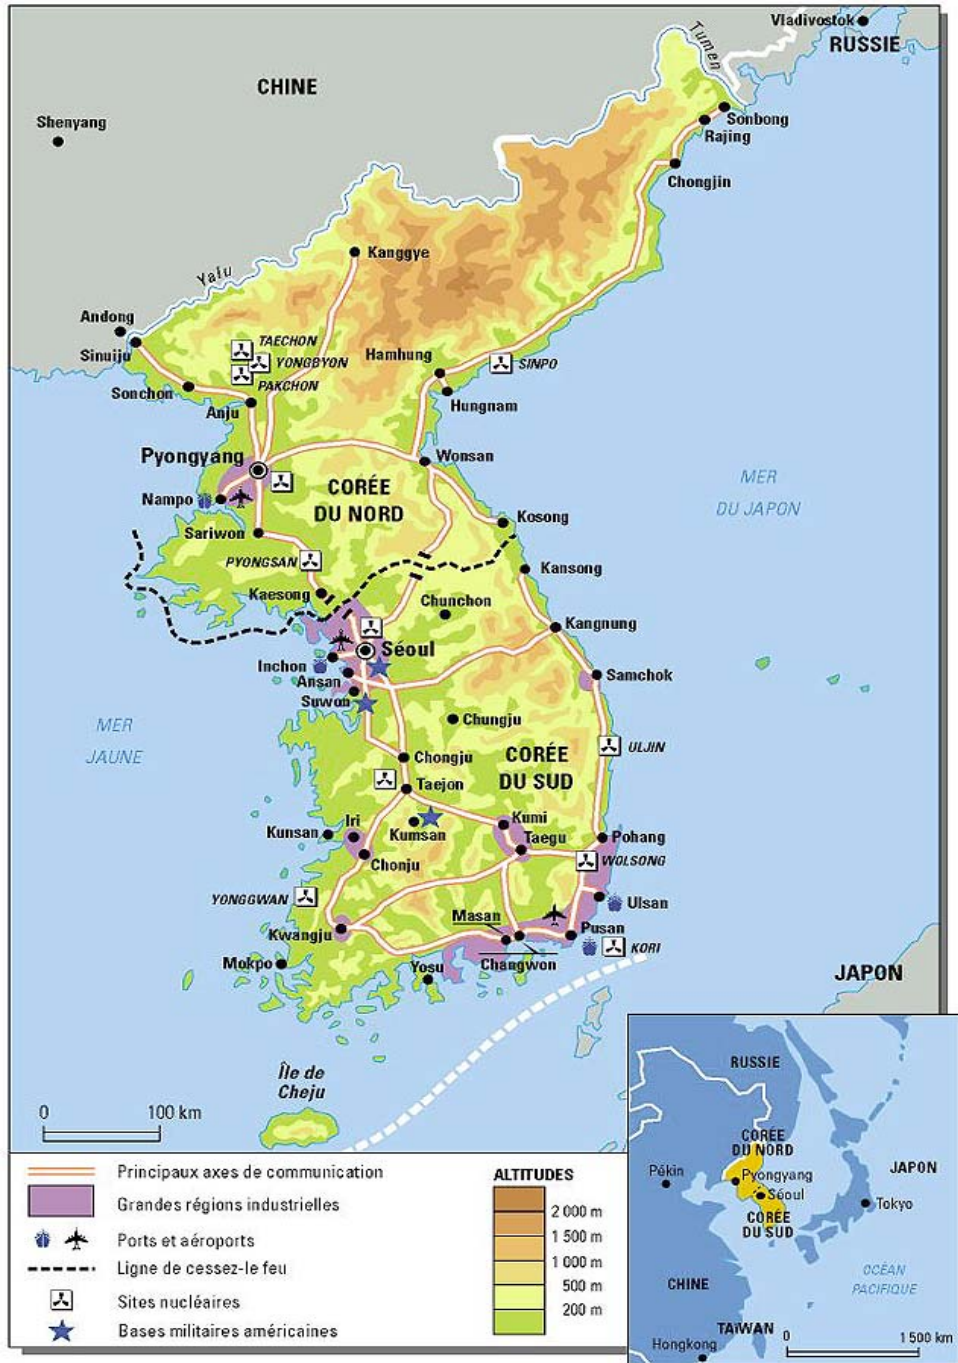 Vladivostok
RUSSIE
Tumen
CHINE
Shenyang
Sonbong
Rajing
Chongjin
Kanggye
Yalu
Andong
Sinuiju
TAECHON
YONGBYON
PAKCHON
Hamhung
SINPO
Sonchon
Anju
Hungnam
Pyongyang
Wonsan
MER
DU JAPON
CORÉE
DU NORD
Nampo
Kosong
Sariwon
PYONGSAN
Kansong
Kaesong
Chunchon
Kangnung
Séoul
Inchon
Ansan
Suwon
Samchok
MER
JAUNE
Chungju
ULJIN
CORÉE
DU SUD
Chongju
Taejon
Kumi
Iri
Kunsan
Kumsan
Taegu
Pohang
Chonju
WOLSONG
YONGGWAN
Ulsan
Masan
Pusan
Kwangju
KORI
Mokpo
Yosu
Changwon
JAPON
Île de
Cheju
0 100 km
Principaux axes de communication
Grandes régions industrielles
Ports et aéroports
Ligne de cessez-le feu
Sites nucléaires
Bases militaires américaines
ALTITUDES
2 000 m
1 500 m
1 000 m
500 m
200 m
RUSSIE
CORÉE
DU NORD
Pékin
Pyongyang
JAPON
Séoul
Tokyo
CORÉE
DU SUD
OCÉAN
PACIFIQUE
CHINE
TAïWAN
Hongkong
0 1 500 km